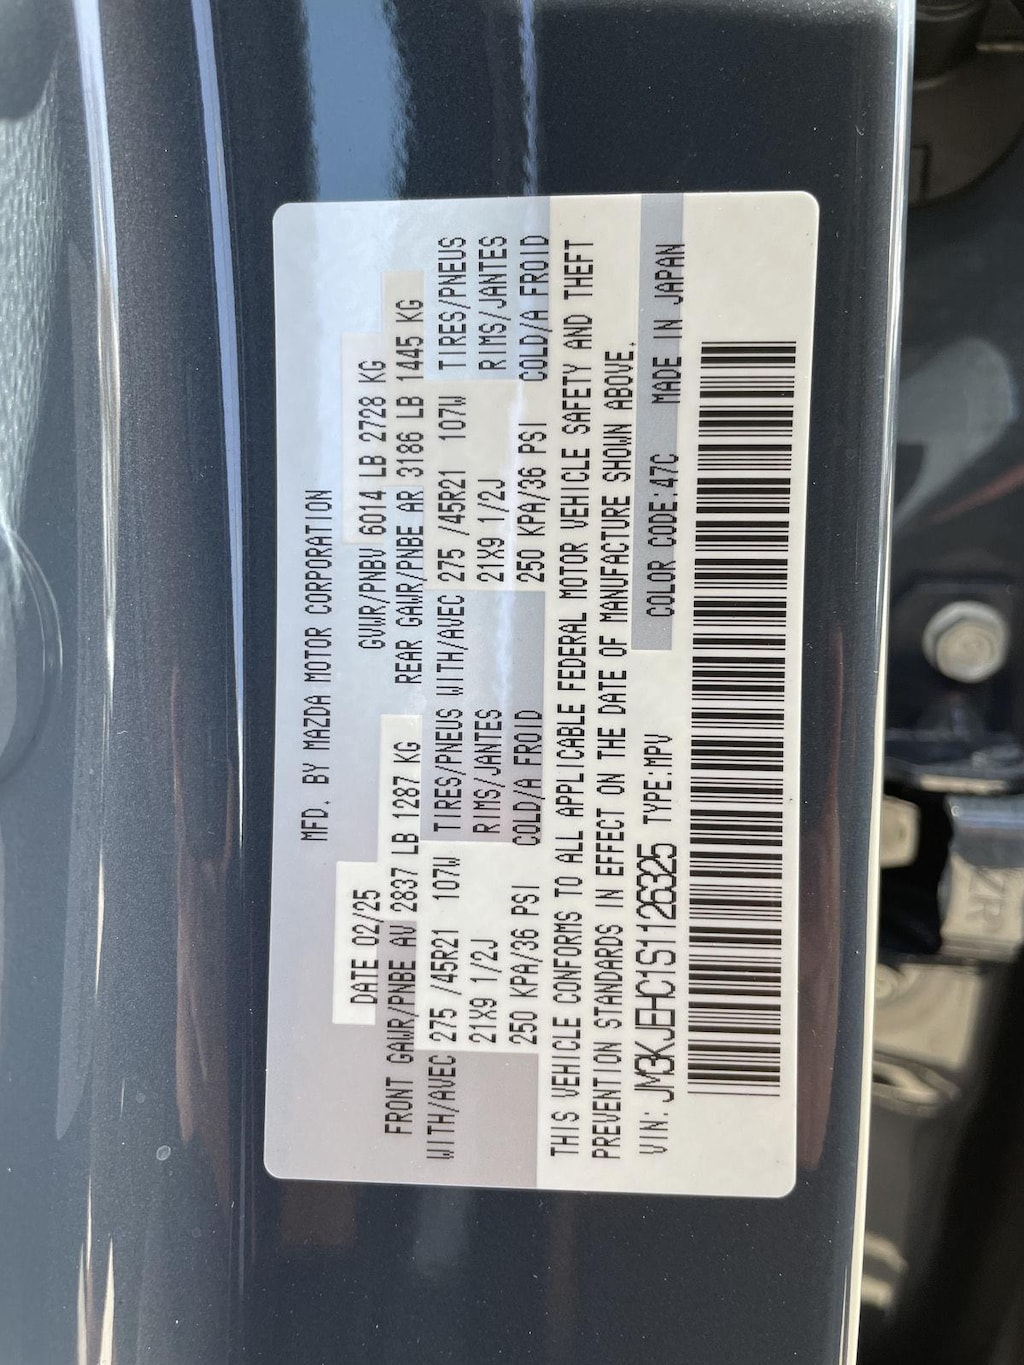 MFD. BY MAZDA MOTOR CORPORATION
DATE 02/25 GVWR/PNBV 6014 LB 2728 KG
FRONT GAWR/PNBE AV 2837 LB 1287 KG REAR GAWR/PNBE AR 3186 LB 1445 KG
WITH/AVEC 275 /45R21 107W TIRES/PNEUS WITH/AVEC 275 /45R21 107W TIRES/PNEUS
21X9 1/2J RIMS/JANTES 21X9 1/2J RIMS/JANTES
250 KPA/36 PSI COLD/A FROID 250 KPA/36 PSI COLD/A FROID
THIS VEHICLE CONFORMS TO ALL APPLICABLE FEDERAL MOTOR VEHICLE SAFETY AND THEFT
PREVENTION STANDARDS IN EFFECT ON THE DATE OF MANUFACTURE SHOWN ABOVE.
VIN: JM3KJEHC1S1126325 TYPE:MPV COLOR CODE:47C MADE IN JAPAN